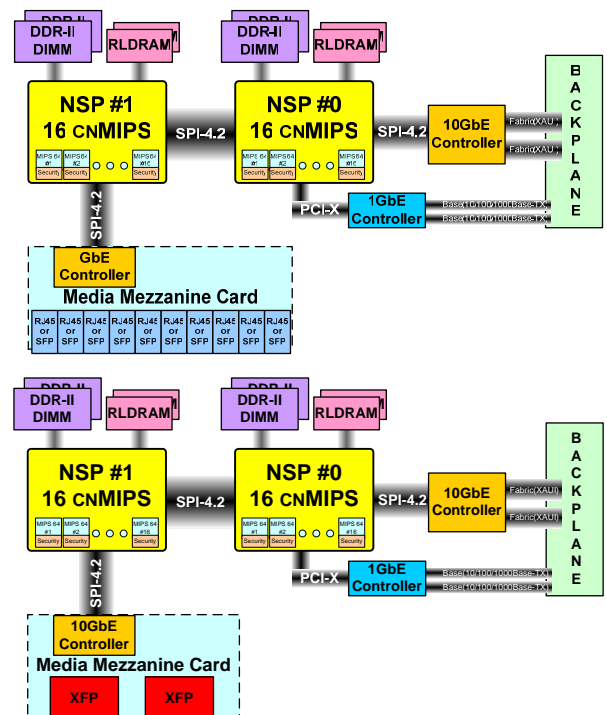 DDR-II
DIMM
RLDRAM
DDR-II
DIMM
RLDRAM
NSP #1
16 CNMIPS
MIPS 64
#1
Security
MIPS 64
#2
Security
MIPS 64
#16
Security
SPI-4.2
NSP #0
16 CNMIPS
MIPS 64
#1
Security
MIPS 64
#2
Security
MIPS 64
#16
Security
SPI-4.2
10GbE
Controller
BACKPLANE
PCI-X
1GbE
Controller
SPI-4.2
GbE
Controller
Media Mezzanine Card
RJ45 RJ45 RJ45 RJ45 RJ45 RJ45 RJ45 RJ45 RJ45 RJ45
or or or or or or or or or or
SFP SFP SFP SFP SFP SFP SFP SFP SFP SFP
DDR-II
DIMM
RLDRAM
DDR-II
DIMM
RLDRAM
NSP #1
16 CNMIPS
MIPS 64
#1
Security
MIPS 64
#2
Security
MIPS 64
#16
Security
SPI-4.2
NSP #0
16 CNMIPS
MIPS 64
#1
Security
MIPS 64
#2
Security
MIPS 64
#16
Security
SPI-4.2
10GbE
Controller
Fabric(XAUI)
Fabric(XAUI)
BACKPLANE
PCI-X
1GbE
Controller
Base(10/100/1000Base-TX)
Base(10/100/1000Base-TX)
SPI-4.2
10GbE
Controller
Media Mezzanine Card
XFP
XFP